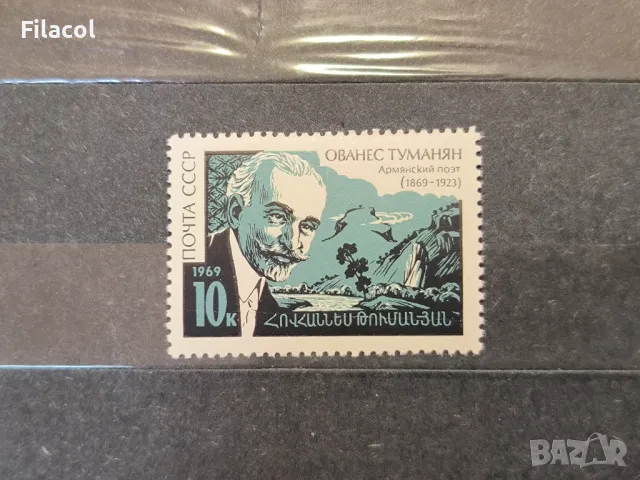 Filacol
ПОЧТА СССР
ОВАНЕС ТУМАНЯН
Армянский поэт
(1869-1923)
1969
10к
ՀՈՎՀԱՆՆԵՍ ԹՈՒՄԱՆՅԱՆ
BAZAR